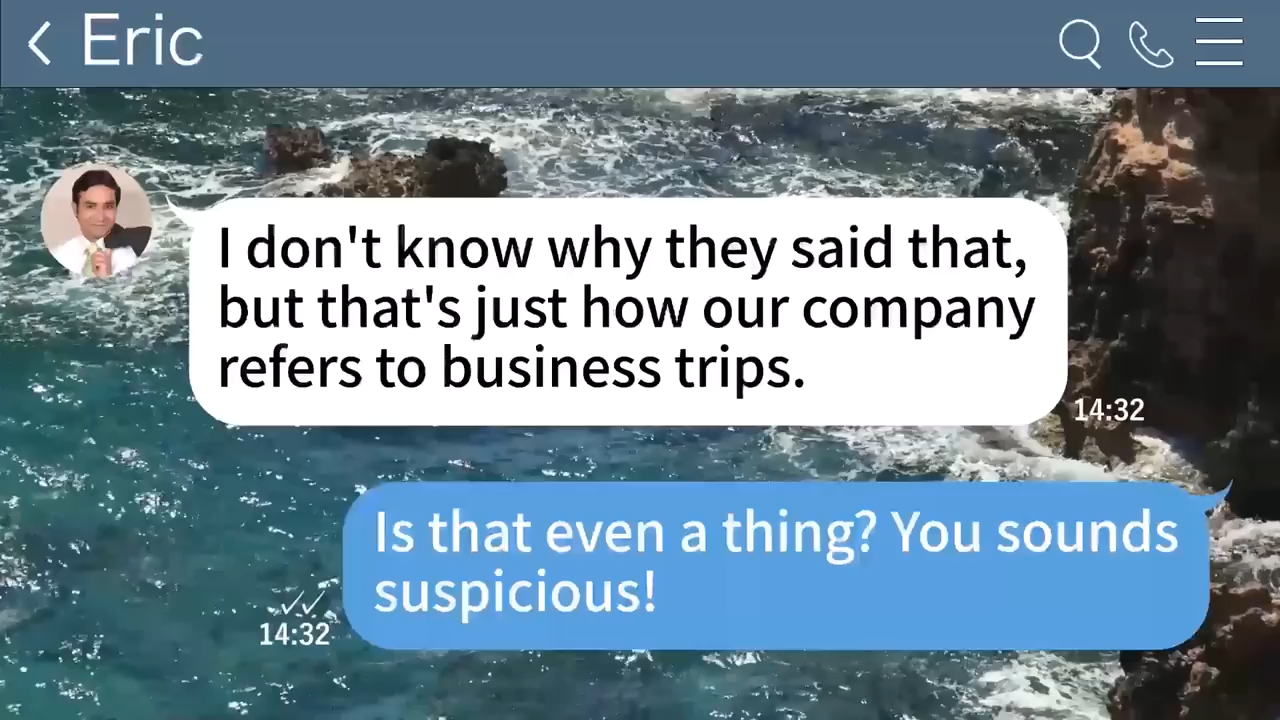 Eric
I don't know why they said that,
but that's just how our company
refers to business trips.
14:32
Is that even a thing? You sounds
suspicious!
14:32